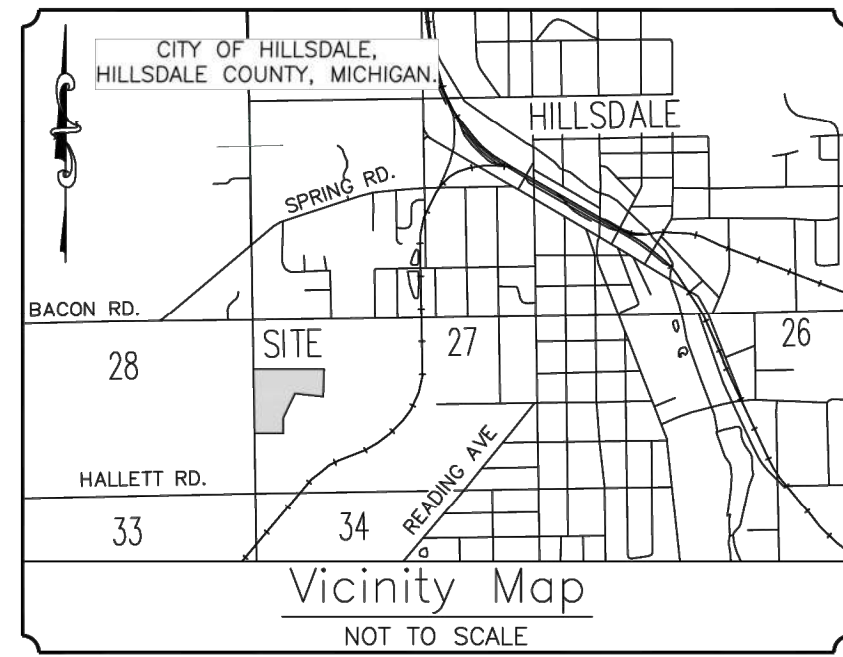 CITY OF HILLSDALE,
HILLSDALE COUNTY, MICHIGAN.
HILLSDALE
SPRING RD.
BACON RD.
SITE
27
26
28
READING AVE
HALLETT RD.
33
34
Vicinity Map
NOT TO SCALE